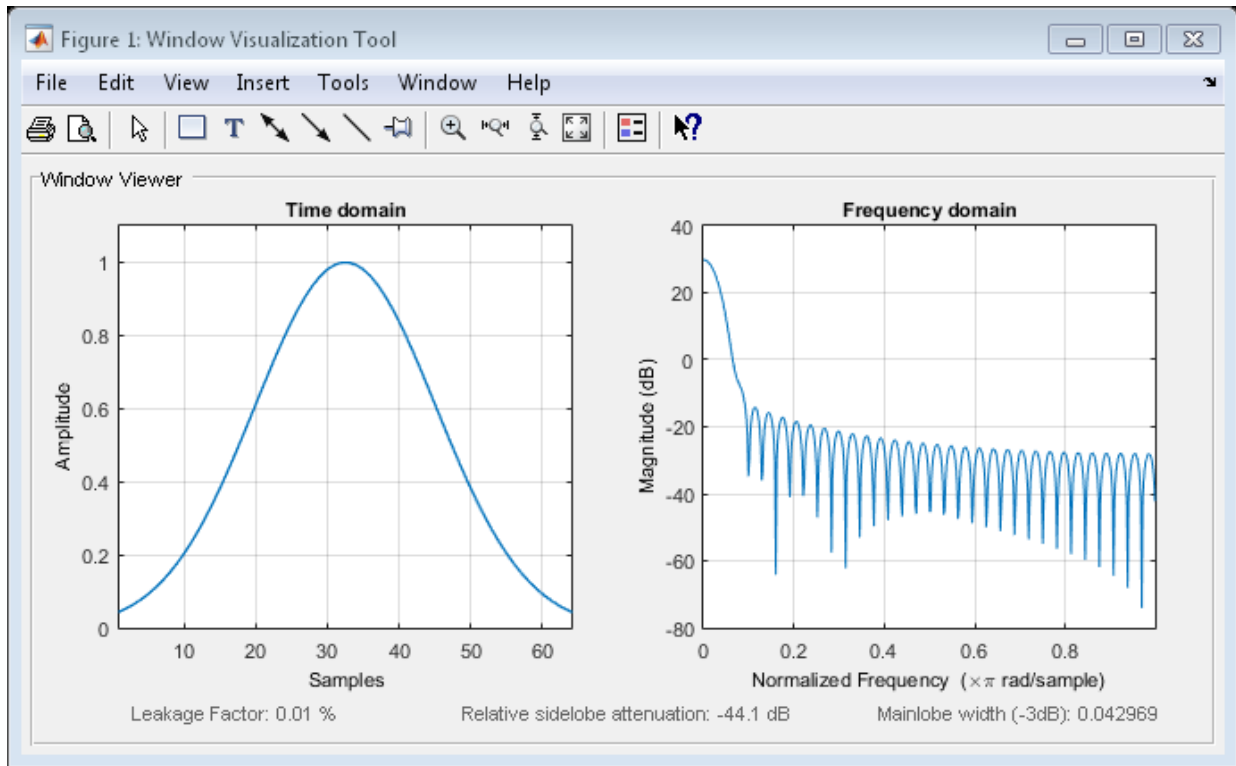 Figure 1: Window Visualization Tool
File Edit View Insert Tools Window Help
T
?
Window Viewer
Time domain
1
0.8
0.6
0.4
0.2
0
Amplitude
10 20 30 40 50 60
Samples
Frequency domain
40
20
0
-20
-40
-60
-80
Magnitude (dB)
0 0.2 0.4 0.6 0.8
Normalized Frequency (×π rad/sample)
Leakage Factor: 0.01 % Relative sidelobe attenuation: -44.1 dB Mainlobe width (-3dB): 0.042969